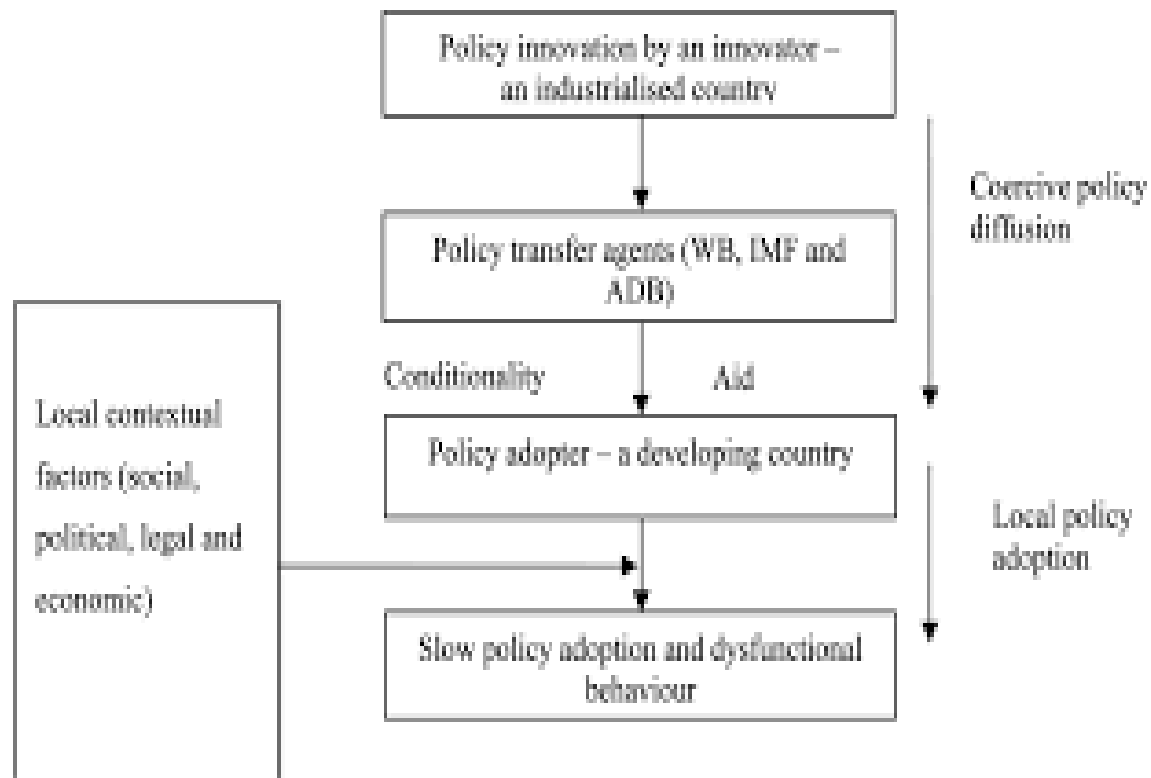 Policy innovation by an innovator –
an industrialised country
Coercive policy
diffusion
Policy transfer agents (WB, IMF and
ADB)
Conditionality
Aid
Local contextual
factors (social,
political, legal and
economic)
Policy adopter – a developing country
Local policy
adoption
Slow policy adoption and dysfunctional
behaviour